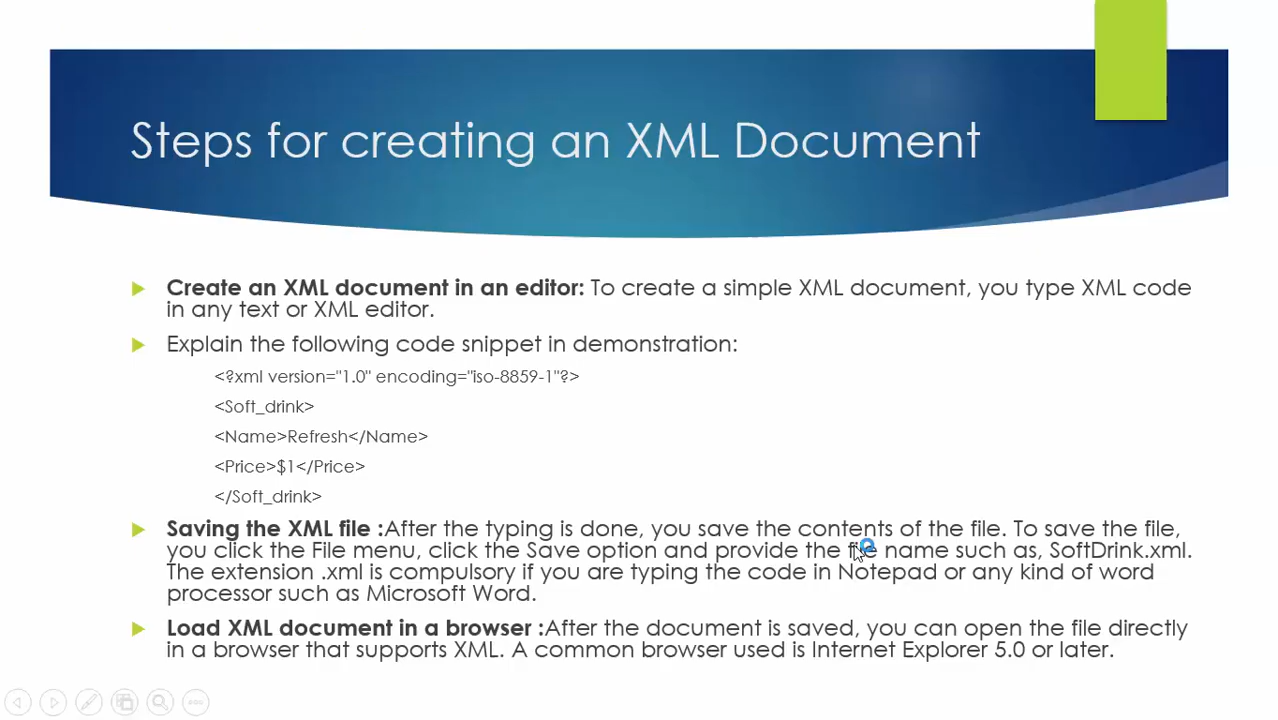 Steps for creating an XML Document
Create an XML document in an editor: To create a simple XML document, you type XML code
in any text or XML editor.
Explain the following code snippet in demonstration:
<?xml version="1.0" encoding="iso-8859-1"?>
<Soft_drink>
<Name>Refresh</Name>
<Price>$1</Price>
</Soft_drink>
Saving the XML file :After the typing is done, you save the contents of the file. To save the file,
you click the File menu, click the Save option and provide the file name such as, SoftDrink.xml.
The extension .xml is compulsory if you are typing the code in Notepad or any kind of word
processor such as Microsoft Word.
Load XML document in a browser :After the document is saved, you can open the file directly
in a browser that supports XML. A common browser used is Internet Explorer 5.0 or later.